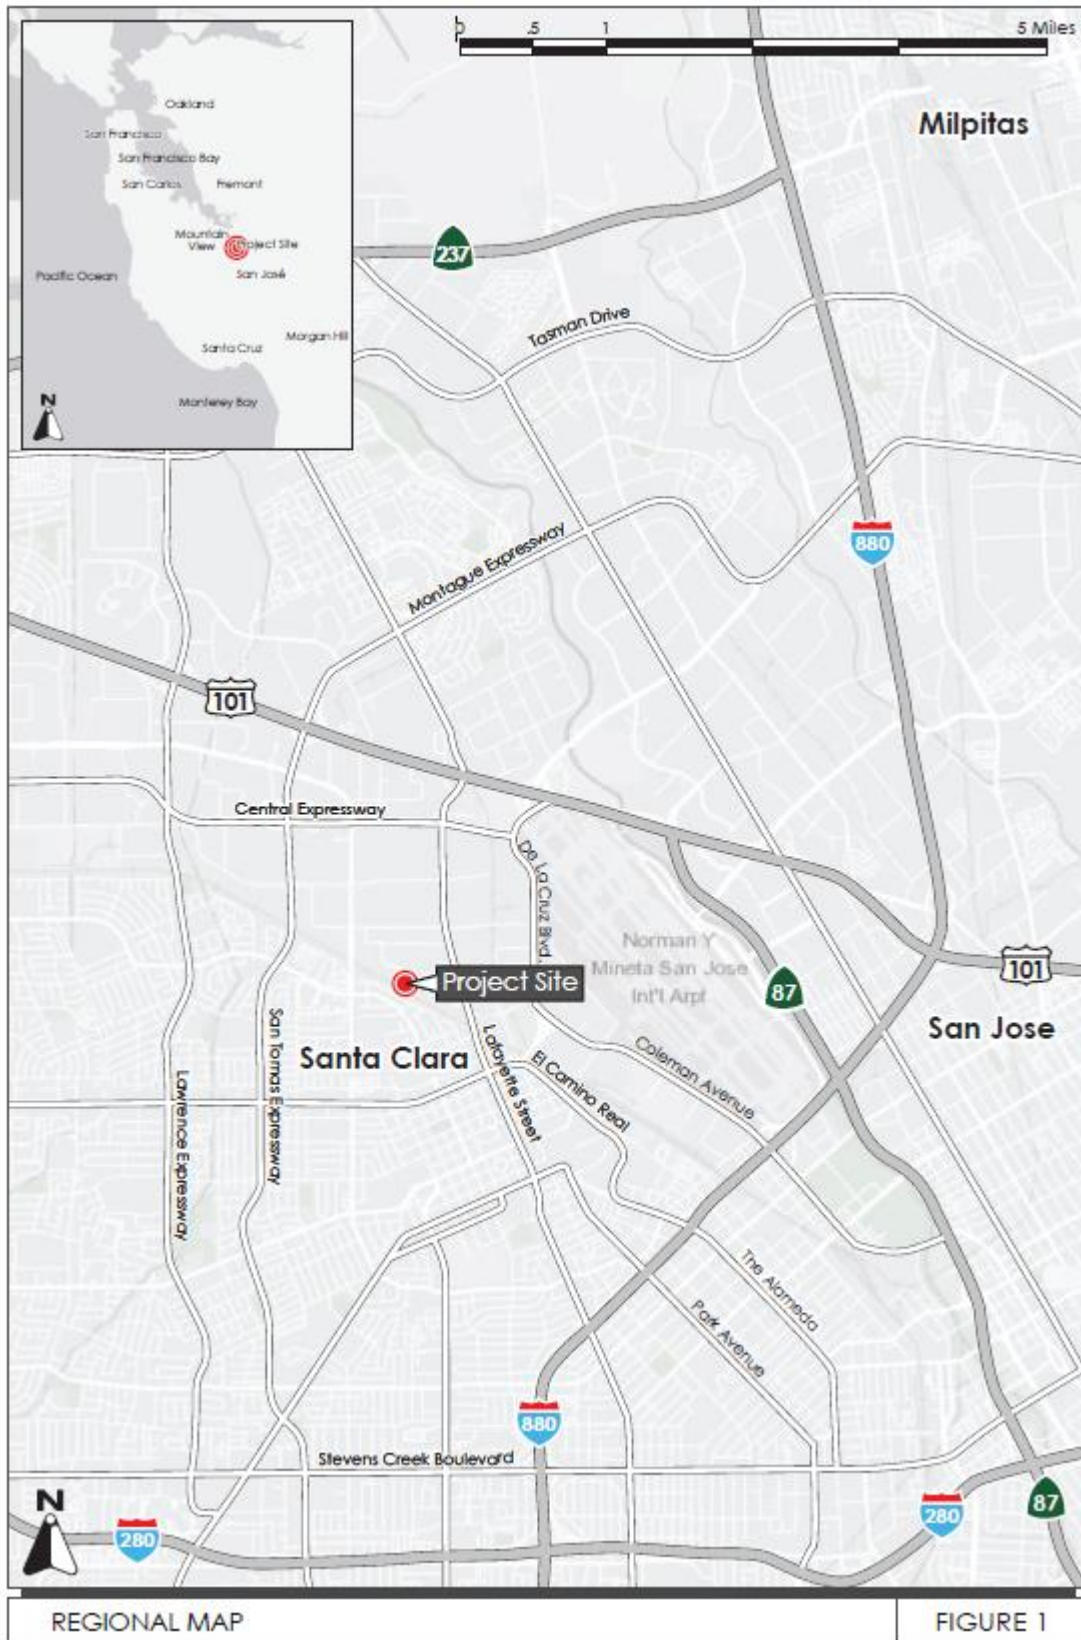 0 .5 1 5 Miles
Oakland
San Francisco
San Francisco Bay
San Carlos
Fremont
Mountain
View
Project Site
Pacific Ocean
San José
Morgan Hill
Santa Cruz
Monterey Bay
N
Milpitas
237
Tasman Drive
880
Montague Expressway
101
Central Expressway
De La Cruz Blvd.
Norman Y
Mineta San Jose
Int'l Arpt
87
101
Project Site
San Jose
Santa Clara
Lafayette Street
El Camino Real
Coleman Avenue
San Tomas Expressway
Lawrence Expressway
The Alameda
Park Avenue
880
Stevens Creek Boulevard
N
280
280
87
REGIONAL MAP
FIGURE 1